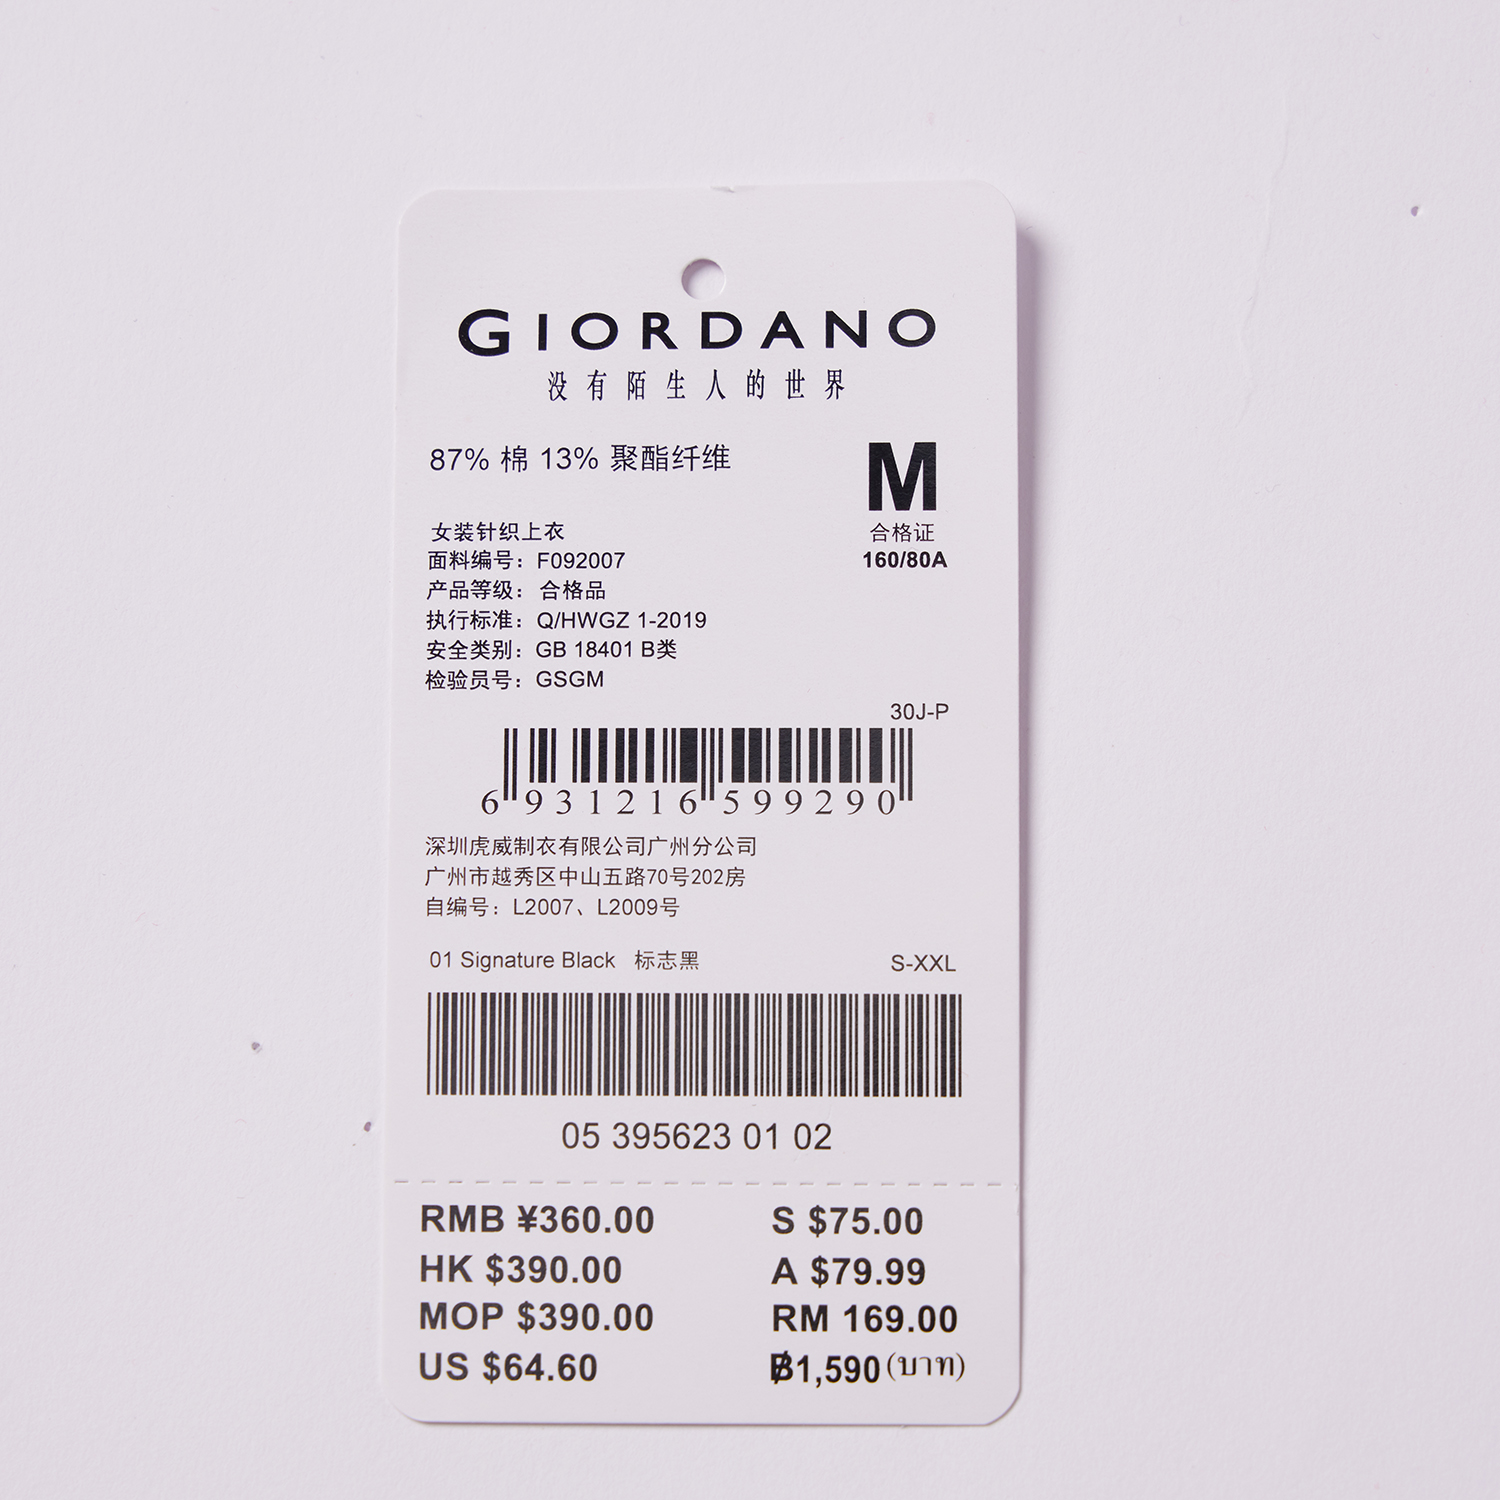 GIORDANO
没有陌生人的世界
87% 棉 13% 聚酯纤维
M
合格证
160/80A
女装针织上衣
面料编号：F092007
产品等级：合格品
执行标准：Q/HWGZ 1-2019
安全类别：GB 18401 B类
检验员号：GSGM
30J-P
6 931216 599290
深圳虎威制衣有限公司广州分公司
广州市越秀区中山五路70号202房
自编号：L2007、L2009号
01 Signature Black 标志黑
S-XXL
05 395623 01 02
RMB ¥360.00
S $75.00
HK $390.00
A $79.99
MOP $390.00
RM 169.00
US $64.60
฿1,590(บาท)